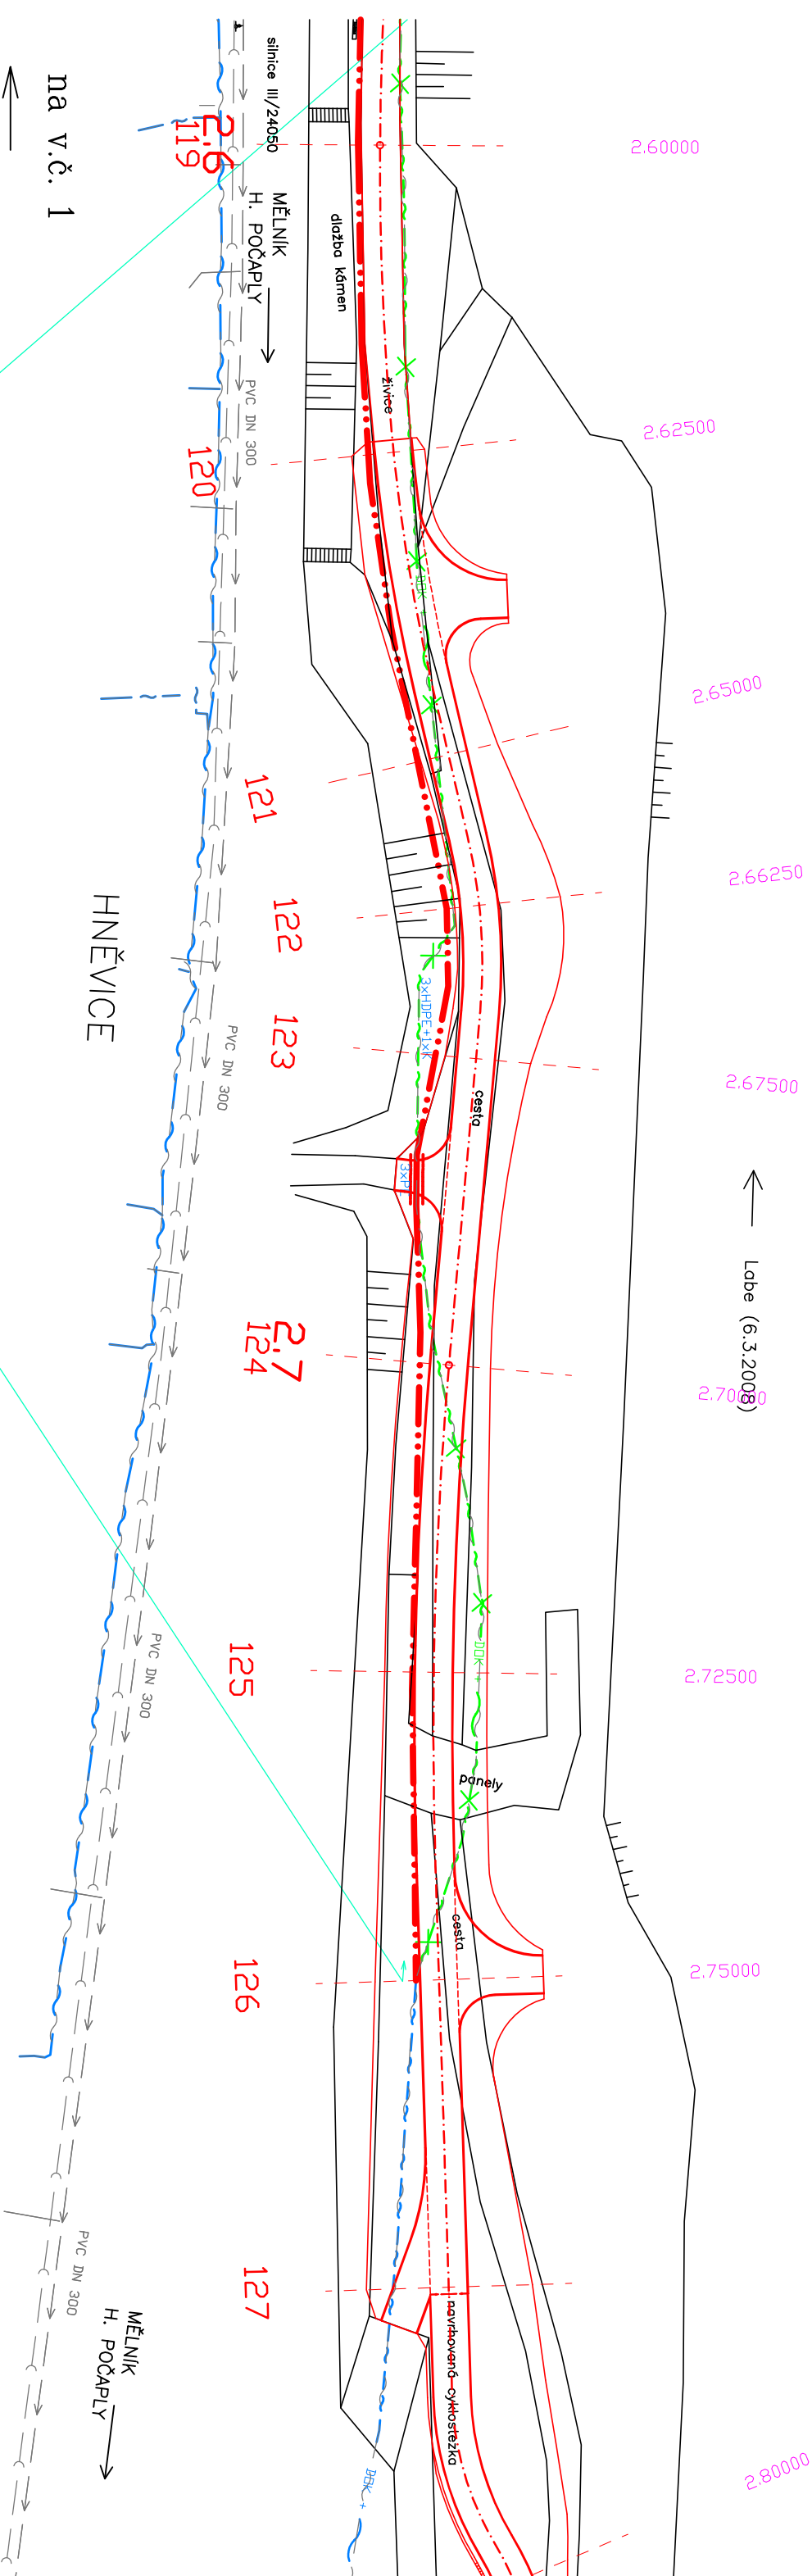 na v.č. 1
silnice III/24050
2.6
119
MĚLNÍK
H. POČAPLY
dlažba kámen
2.60000
živice
PVC DN 300
120
2.62500
DDK +
2.65000
121
2.66250
122
HNĚVICE
3xHDPE+1xK
123
PVC DN 300
2.67500
cesta
3xP
Labe (6.3.2008)
2.7
124
2.70000
125
PVC DN 300
DDK +
2.72500
panely
cesta
126
2.75000
127
navrhovaná cyklostezka
PVC DN 300
MĚLNÍK
H. POČAPLY
DDK +
2.80000